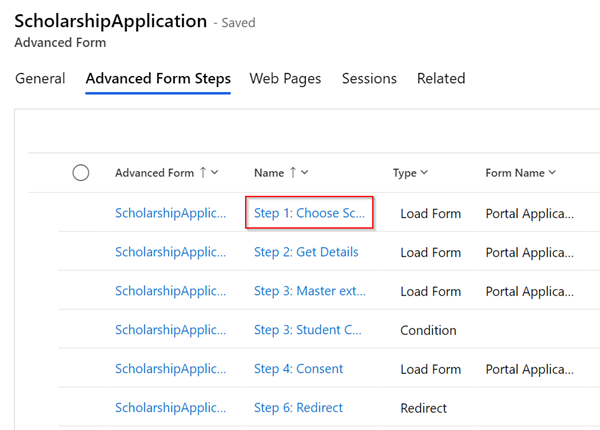 ScholarshipApplication - Saved
Advanced Form
General Advanced Form Steps Web Pages Sessions Related
Advanced Form ↑ Name ↑ Type Form Name
ScholarshipApplic... Step 1: Choose Sc... Load Form Portal Applica...
ScholarshipApplic... Step 2: Get Details Load Form Portal Applica...
ScholarshipApplic... Step 3: Master ext... Load Form Portal Applica...
ScholarshipApplic... Step 3: Student C... Condition
ScholarshipApplic... Step 4: Consent Load Form Portal Applica...
ScholarshipApplic... Step 6: Redirect Redirect